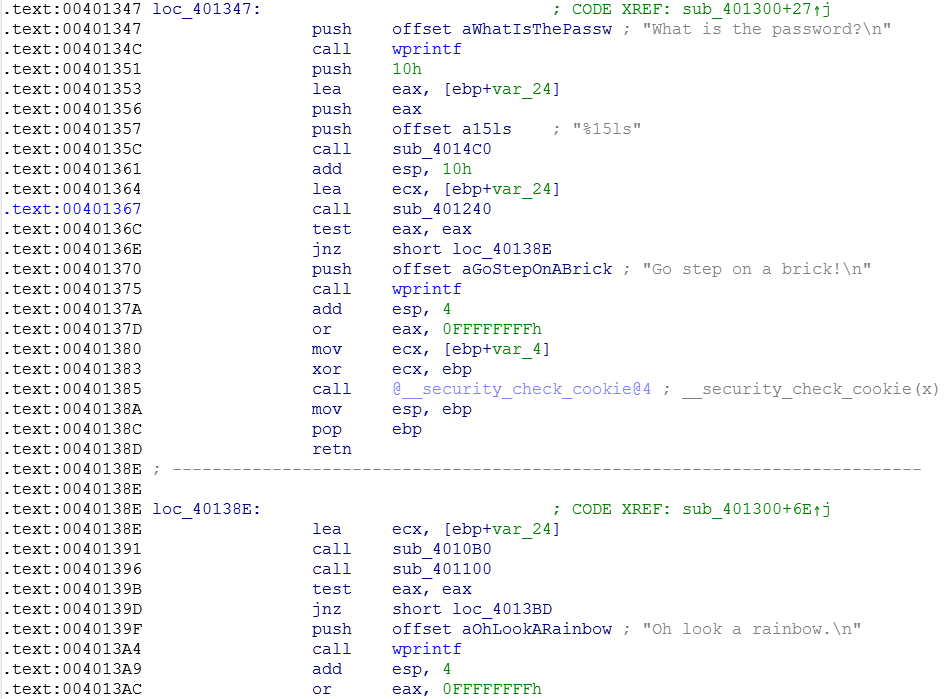 .text:00401347 loc_401347:                             ; CODE XREF: sub_401300+27↑j
.text:00401347                 push    offset aWhatIsThePassw ; "What is the password?\n"
.text:0040134C                 call    wprintf
.text:00401351                 push    10h
.text:00401353                 lea     eax, [ebp+var_24]
.text:00401356                 push    eax
.text:00401357                 push    offset a15ls    ; "%15ls"
.text:0040135C                 call    sub_4014C0
.text:00401361                 add     esp, 10h
.text:00401364                 lea     ecx, [ebp+var_24]
.text:00401367                 call    sub_401240
.text:0040136C                 test    eax, eax
.text:0040136E                 jnz     short loc_40138E
.text:00401370                 push    offset aGoStepOnABrick ; "Go step on a brick!\n"
.text:00401375                 call    wprintf
.text:0040137A                 add     esp, 4
.text:0040137D                 or      eax, 0FFFFFFFFh
.text:00401380                 mov     ecx, [ebp+var_4]
.text:00401383                 xor     ecx, ebp
.text:00401385                 call    @__security_check_cookie@4 ; __security_check_cookie(x)
.text:0040138A                 mov     esp, ebp
.text:0040138C                 pop     ebp
.text:0040138D                 retn
.text:0040138E ; ---------------------------------------------------------------------------
.text:0040138E
.text:0040138E loc_40138E:                             ; CODE XREF: sub_401300+6E↑j
.text:0040138E                 lea     ecx, [ebp+var_24]
.text:00401391                 call    sub_4010B0
.text:00401396                 call    sub_401100
.text:0040139B                 test    eax, eax
.text:0040139D                 jnz     short loc_4013BD
.text:0040139F                 push    offset aOhLookARainbow ; "Oh look a rainbow.\n"
.text:004013A4                 call    wprintf
.text:004013A9                 add     esp, 4
.text:004013AC                 or      eax, 0FFFFFFFFh